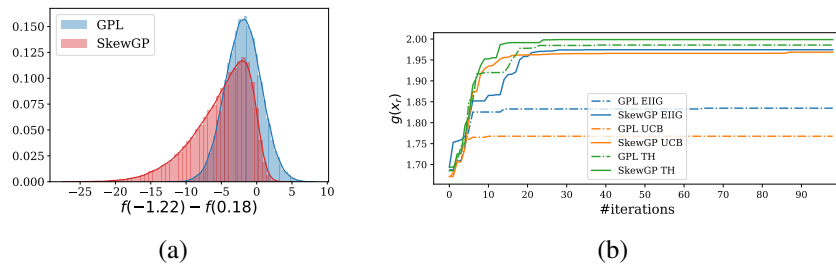 0.150
0.125
0.100
0.075
0.050
0.025
0.000
GPL
SkewGP
−25 −20 −15 −10 −5 0 5 10
f(−1.22) − f(0.18)
(a)
2.00
1.95
1.90
1.85
1.80
1.75
1.70
g(x_r)
GPL EIIG
SkewGP EIIG
GPL UCB
SkewGP UCB
GPL TH
SkewGP TH
0 10 20 30 40 50 60 70 80 90
#iterations
(b)